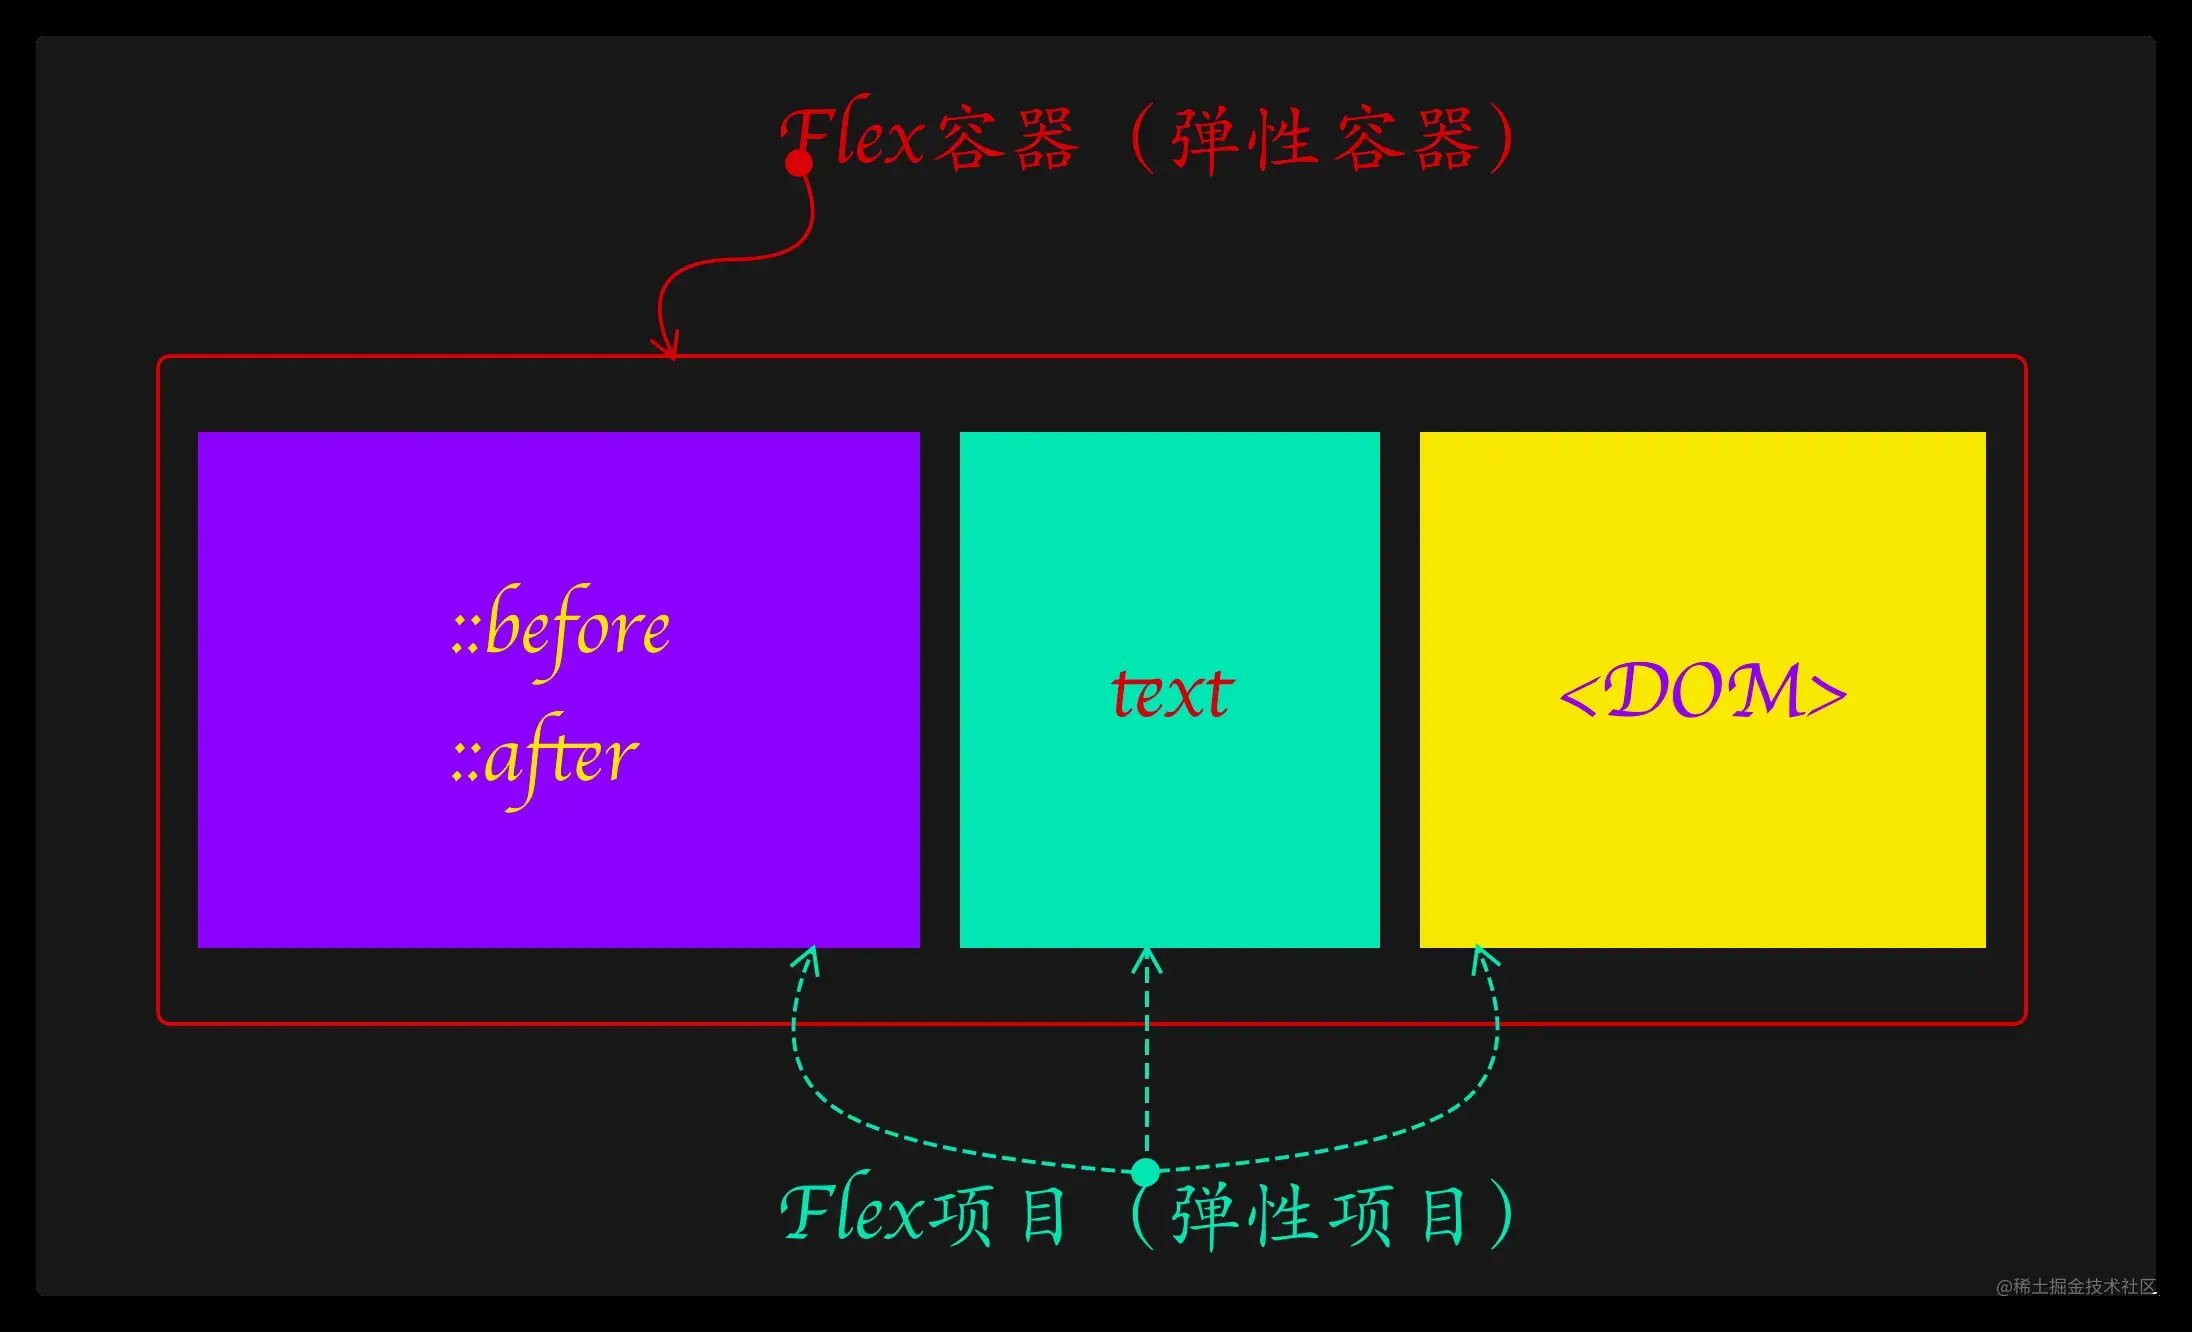 Flex容器（弹性容器）
::before
::after
text
<DOM>
Flex项目（弹性项目）
@稀土掘金技术社区